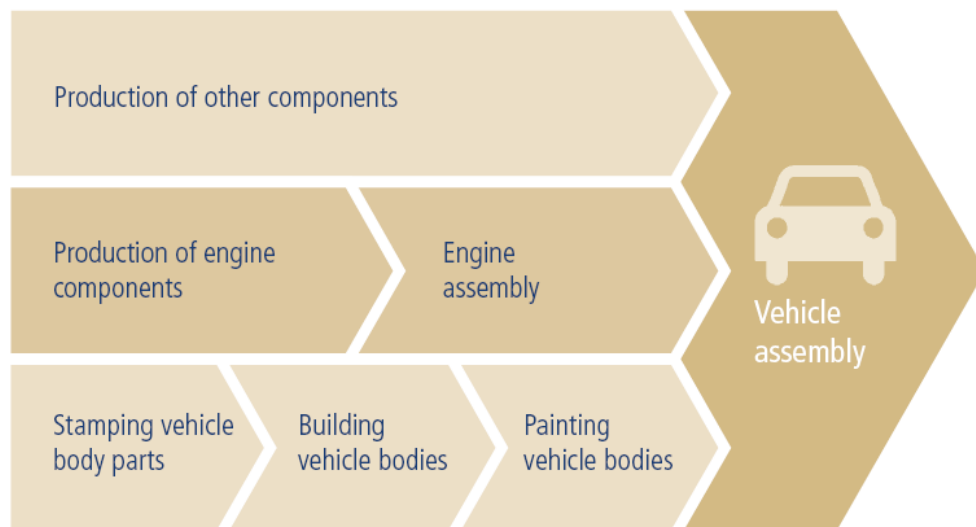 Production of other components
Production of engine
components
Engine
assembly
Vehicle
assembly
Stamping vehicle
body parts
Building
vehicle bodies
Painting
vehicle bodies